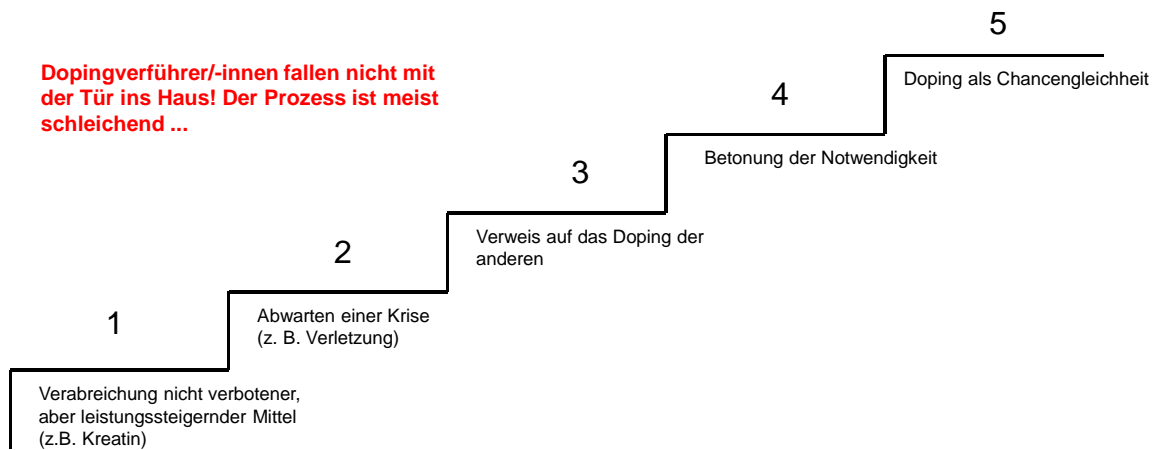 Dopingverführer/-innen fallen nicht mit
der Tür ins Haus! Der Prozess ist meist
schleichend ...
1
Verabreichung nicht verbotener,
aber leistungssteigernder Mittel
(z.B. Kreatin)
2
Abwarten einer Krise
(z. B. Verletzung)
3
Verweis auf das Doping der
anderen
4
Betonung der Notwendigkeit
5
Doping als Chancengleichheit